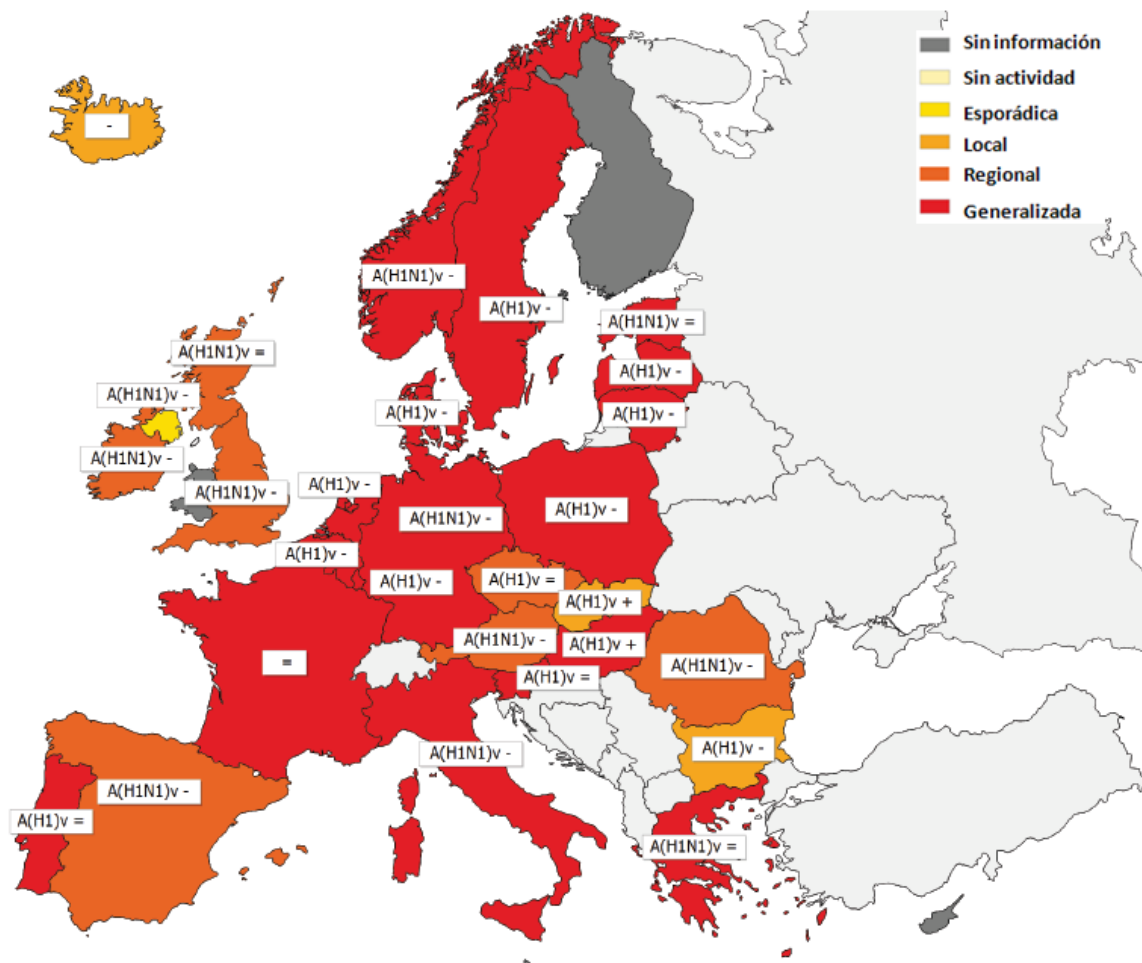 Sin información
Sin actividad
Esporádica
Local
Regional
Generalizada
-
A(H1N1)v -
A(H1)v -
A(H1N1)v =
A(H1N1)v =
A(H1)v -
A(H1N1)v -
A(H1)v -
A(H1)v -
A(H1N1)v -
A(H1)v -
A(H1N1)v -
A(H1N1)v -
A(H1)v -
A(H1)v -
A(H1)v =
A(H1)v -
A(H1)v +
A(H1N1)v -
A(H1)v +
=
A(H1N1)v -
A(H1)v =
A(H1N1)v -
A(H1)v -
A(H1N1)v -
A(H1)v =
A(H1N1)v =